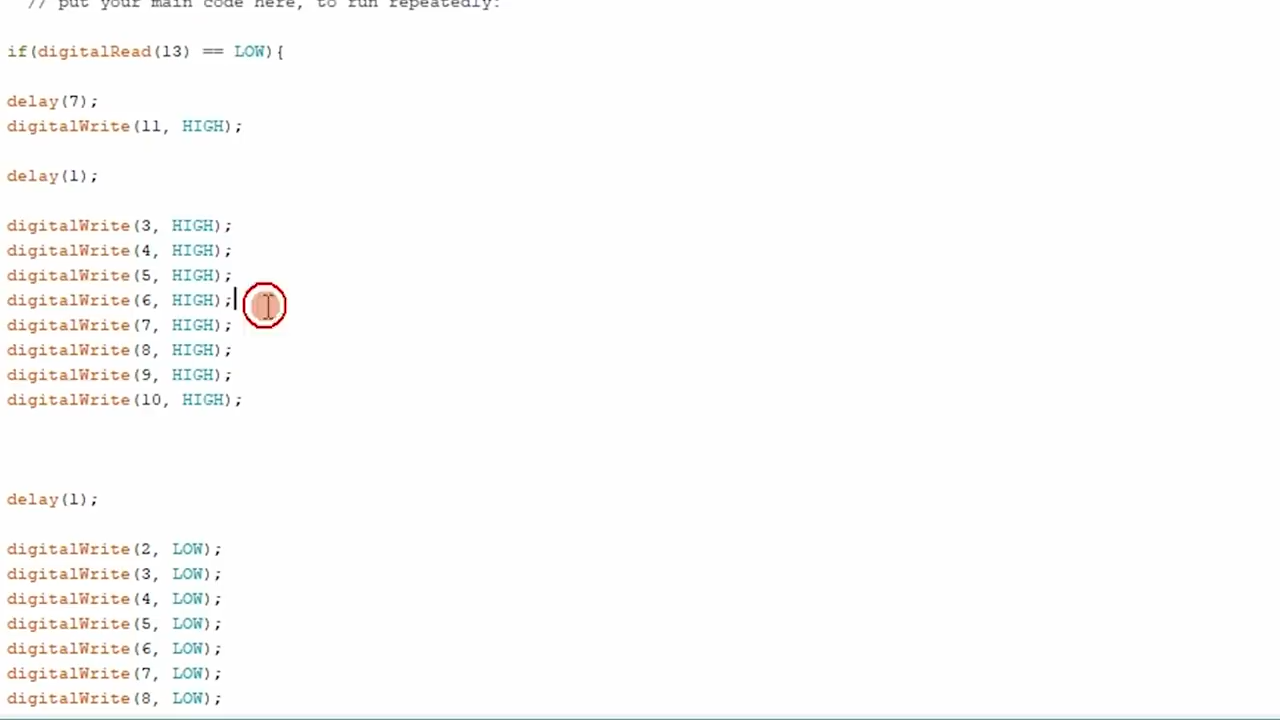 // put your main code here, to run repeatedly:
if(digitalRead(13) == LOW){
delay(7);
digitalWrite(11, HIGH);
delay(1);
digitalWrite(3, HIGH);
digitalWrite(4, HIGH);
digitalWrite(5, HIGH);
digitalWrite(6, HIGH);
digitalWrite(7, HIGH);
digitalWrite(8, HIGH);
digitalWrite(9, HIGH);
digitalWrite(10, HIGH);
delay(1);
digitalWrite(2, LOW);
digitalWrite(3, LOW);
digitalWrite(4, LOW);
digitalWrite(5, LOW);
digitalWrite(6, LOW);
digitalWrite(7, LOW);
digitalWrite(8, LOW);